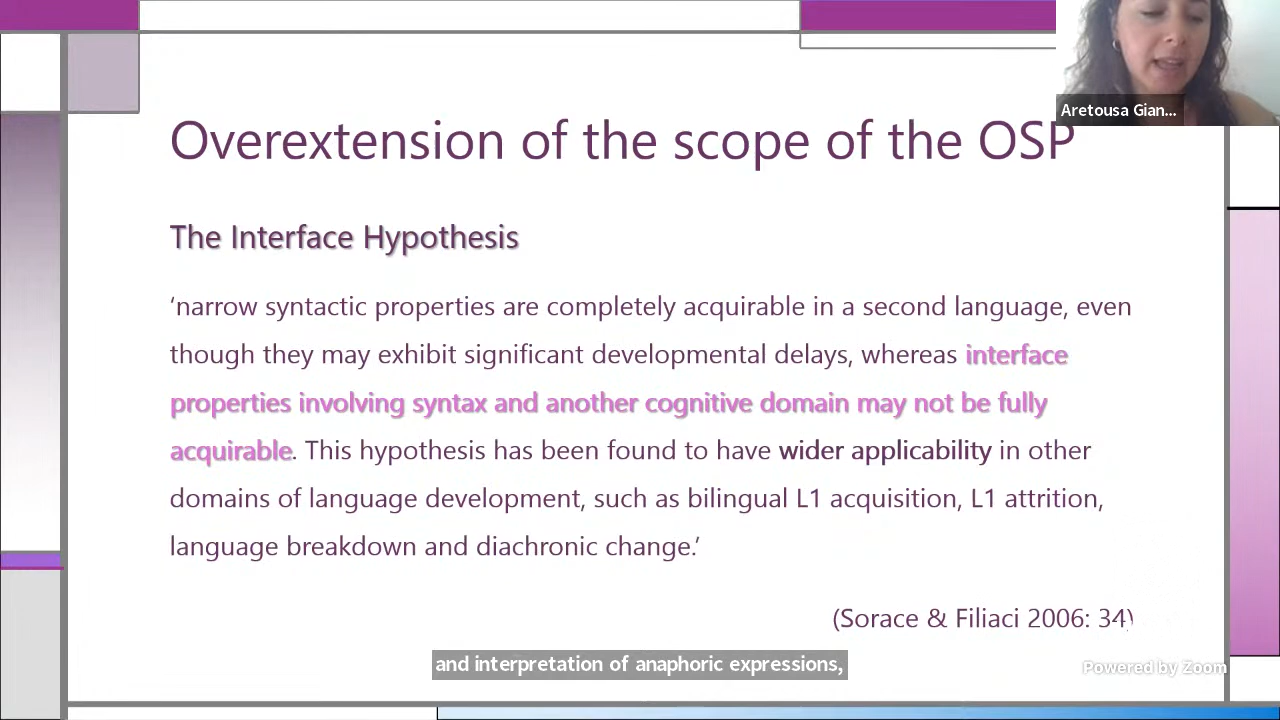 Aretousa Gian...
Overextension of the scope of the OSP
The Interface Hypothesis
‘narrow syntactic properties are completely acquirable in a second language, even
though they may exhibit significant developmental delays, whereas interface
properties involving syntax and another cognitive domain may not be fully
acquirable. This hypothesis has been found to have wider applicability in other
domains of language development, such as bilingual L1 acquisition, L1 attrition,
language breakdown and diachronic change.’
(Sorace & Filiaci 2006: 34)
and interpretation of anaphoric expressions,
Powered by Zoom